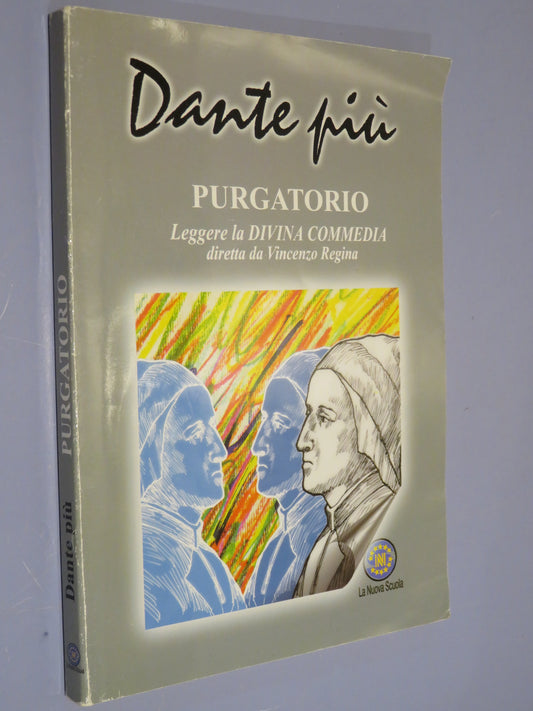 Dante più
PURGATORIO
Leggere la DIVINA COMMEDIA
diretta da Vincenzo Regina
N
La Nuova Scuola
Dante più PURGATORIO